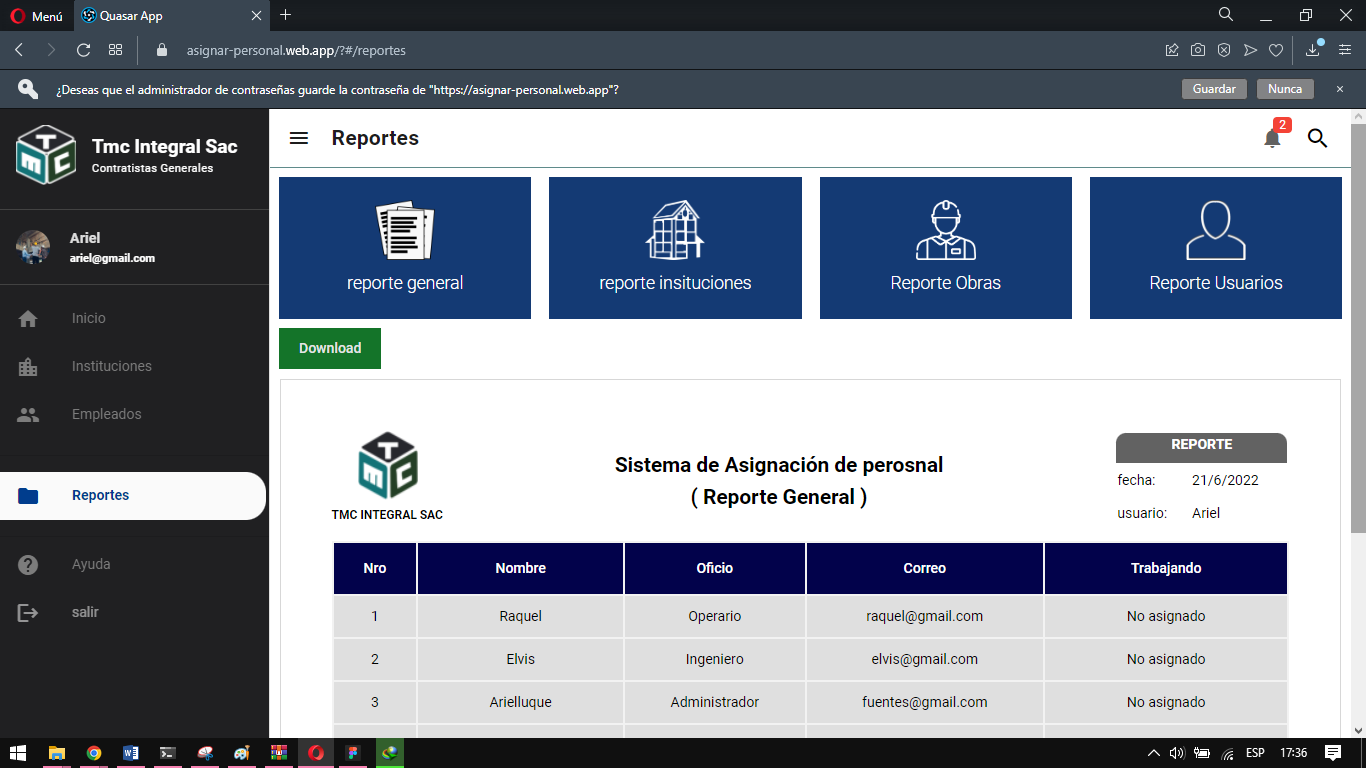 Menú
Quasar App
asignar-personal.web.app/?#/reportes
¿Deseas que el administrador de contraseñas guarde la contraseña de "https://asignar-personal.web.app"?
Guardar
Nunca
TMC
Tmc Integral Sac
Contratistas Generales
Ariel
ariel@gmail.com
Inicio
Instituciones
Empleados
Reportes
Ayuda
salir
Reportes
2
reporte general
reporte insituciones
Reporte Obras
Reporte Usuarios
Download
TMC
TMC INTEGRAL SAC
Sistema de Asignación de perosnal
( Reporte General )
REPORTE
fecha: 21/6/2022
usuario: Ariel
Nro Nombre Oficio Correo Trabajando
1 Raquel Operario raquel@gmail.com No asignado
2 Elvis Ingeniero elvis@gmail.com No asignado
3 Arielluque Administrador fuentes@gmail.com No asignado
ESP
17:36